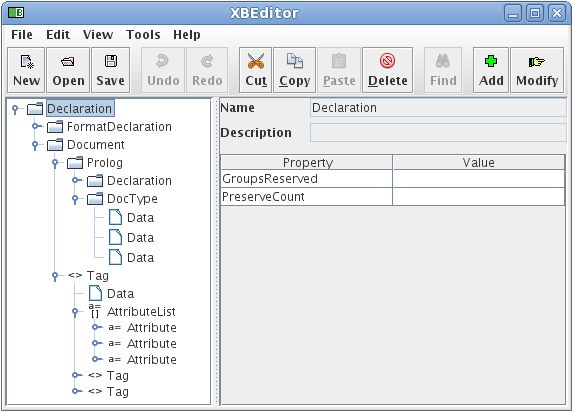 XBEditor
File Edit View Tools Help
New Open Save Undo Redo Cut Copy Paste Delete Find Add Modify
Declaration
FormatDeclaration
Document
Prolog
Declaration
DocType
Data
Data
Data
<> Tag
Data
a=[] AttributeList
a= Attribute
a= Attribute
a= Attribute
<> Tag
<> Tag
Name Declaration
Description
Property Value
GroupsReserved
PreserveCount